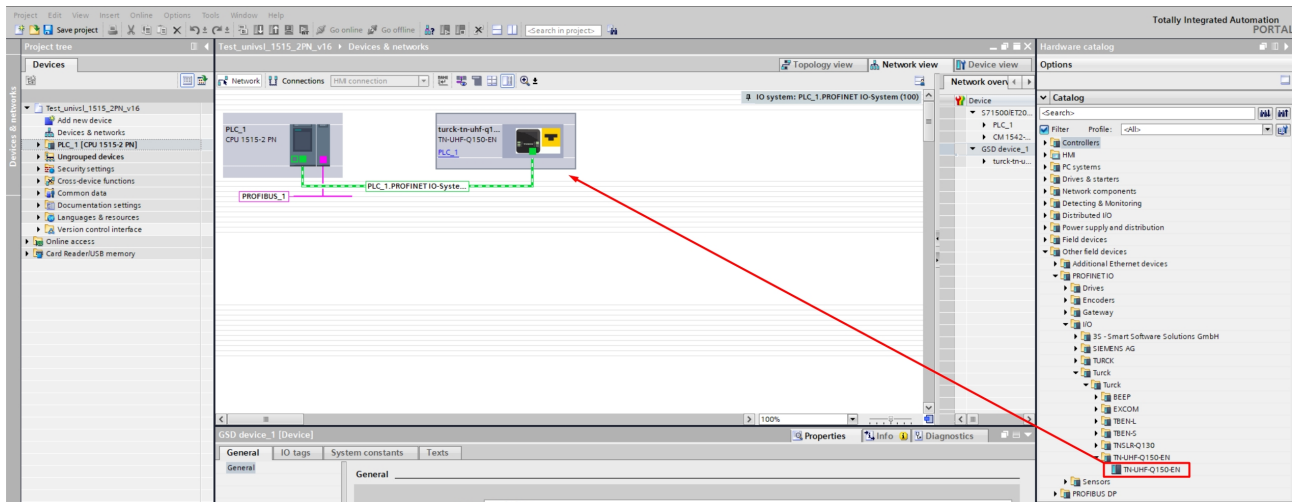 Project Edit View Insert Online Options Tools Window Help
Totally Integrated Automation
PORTAL
Save project
Go online
Go offline
<Search in project>
Project tree
Test_univsl_1515_2PN_v16 ▸ Devices & networks
Hardware catalog
Devices
Topology view
Network view
Device view
Options
Network
Connections
HMI connection
Network overv
IO system: PLC_1.PROFINET IO-System (100)
Devices & networks
Test_univsl_1515_2PN_v16
Add new device
Devices & networks
PLC_1 [CPU 1515-2 PN]
Ungrouped devices
Security settings
Cross-device functions
Common data
Documentation settings
Languages & resources
Version control interface
Online access
Card Reader/USB memory
PLC_1
CPU 1515-2 PN
turck-tn-uhf-q1...
TN-UHF-Q150-EN
PLC_1
PLC_1.PROFINET IO-Syste...
PROFIBUS_1
Device
S71500/ET20...
PLC_1
CM 1542-...
GSD device_1
turck-tn-u...
Catalog
<Search>
Filter
Profile:
<All>
Controllers
HMI
PC systems
Drives & starters
Network components
Detecting & Monitoring
Distributed I/O
Power supply and distribution
Field devices
Other field devices
Additional Ethernet devices
PROFINET IO
Drives
Encoders
Gateway
I/O
3S - Smart Software Solutions GmbH
SIEMENS AG
TURCK
Turck
Turck
BEEP
EXCOM
TBEN-L
TBEN-S
TNSLR-Q130
TN-UHF-Q150-EN
TN-UHF-Q150-EN
Sensors
PROFIBUS DP
100%
GSD device_1 [Device]
Properties
Info
Diagnostics
General
IO tags
System constants
Texts
General
General